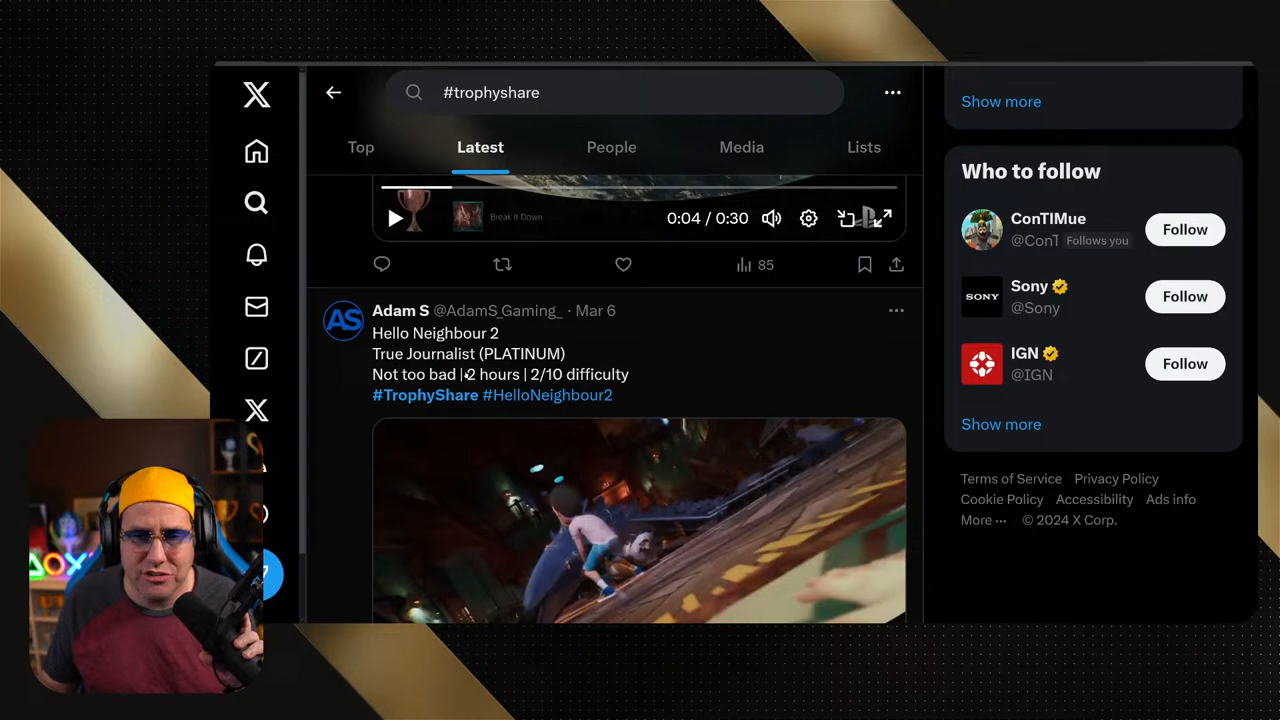 #trophyshare
Top
Latest
People
Media
Lists
Break It Down
0:04 / 0:30
85
Adam S @AdamS_Gaming_ · Mar 6
Hello Neighbour 2
True Journalist (PLATINUM)
Not too bad | 2 hours | 2/10 difficulty
#TrophyShare #HelloNeighbour2
Show more
Who to follow
ConTIMue
@ConT Follows you
Follow
Sony
@Sony
Follow
SONY
IGN
@IGN
Follow
Show more
Terms of Service Privacy Policy
Cookie Policy Accessibility Ads info
More ··· © 2024 X Corp.
AS